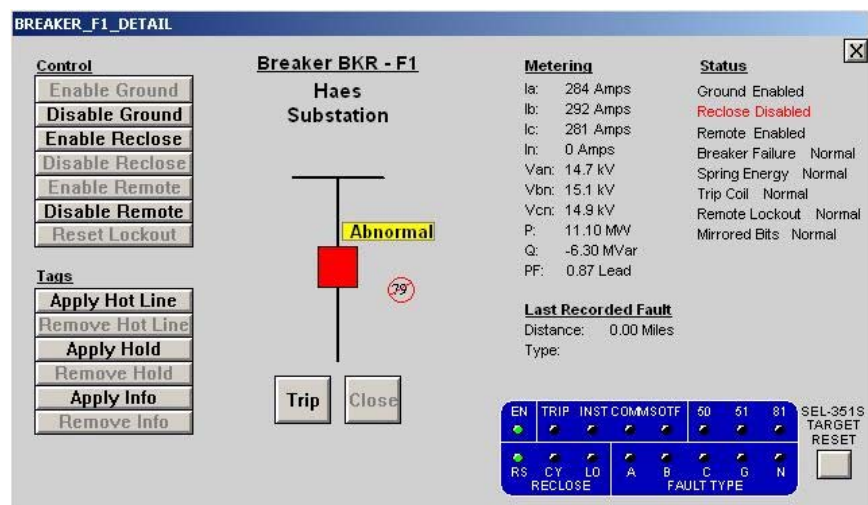 BREAKER_F1_DETAIL
X
Control
Enable Ground
Disable Ground
Enable Reclose
Disable Reclose
Enable Remote
Disable Remote
Reset Lockout
Tags
Apply Hot Line
Remove Hot Line
Apply Hold
Remove Hold
Apply Info
Remove Info
Breaker BKR - F1
Haes
Substation
Abnormal
79
Trip
Close
Metering
Ia: 284 Amps
Ib: 292 Amps
Ic: 281 Amps
In: 0 Amps
Van: 14.7 kV
Vbn: 15.1 kV
Vcn: 14.9 kV
P: 11.10 MW
Q: -6.30 MVar
PF: 0.87 Lead
Last Recorded Fault
Distance: 0.00 Miles
Type:
Status
Ground Enabled
Reclose Disabled
Remote Enabled
Breaker Failure Normal
Spring Energy Normal
Trip Coil Normal
Remote Lockout Normal
Mirrored Bits Normal
EN TRIP INST COMM SOTF 50 51 81
RS CY LO A B C G N
RECLOSE FAULT TYPE
SEL-351S
TARGET
RESET